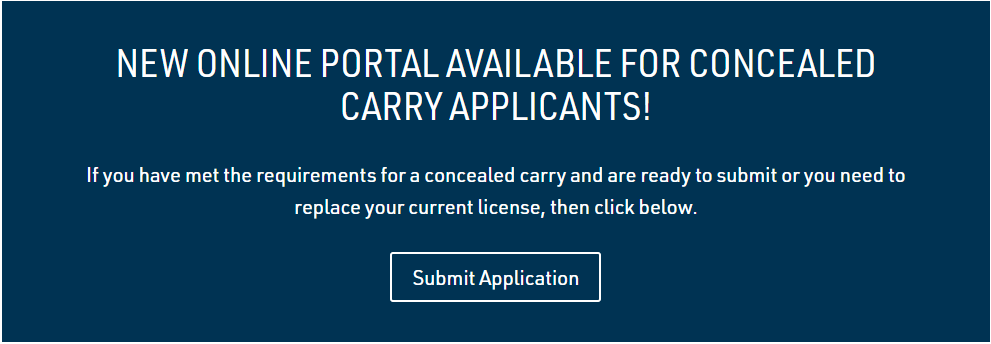 NEW ONLINE PORTAL AVAILABLE FOR CONCEALED
CARRY APPLICANTS!
If you have met the requirements for a concealed carry and are ready to submit or you need to
replace your current license, then click below.
Submit Application